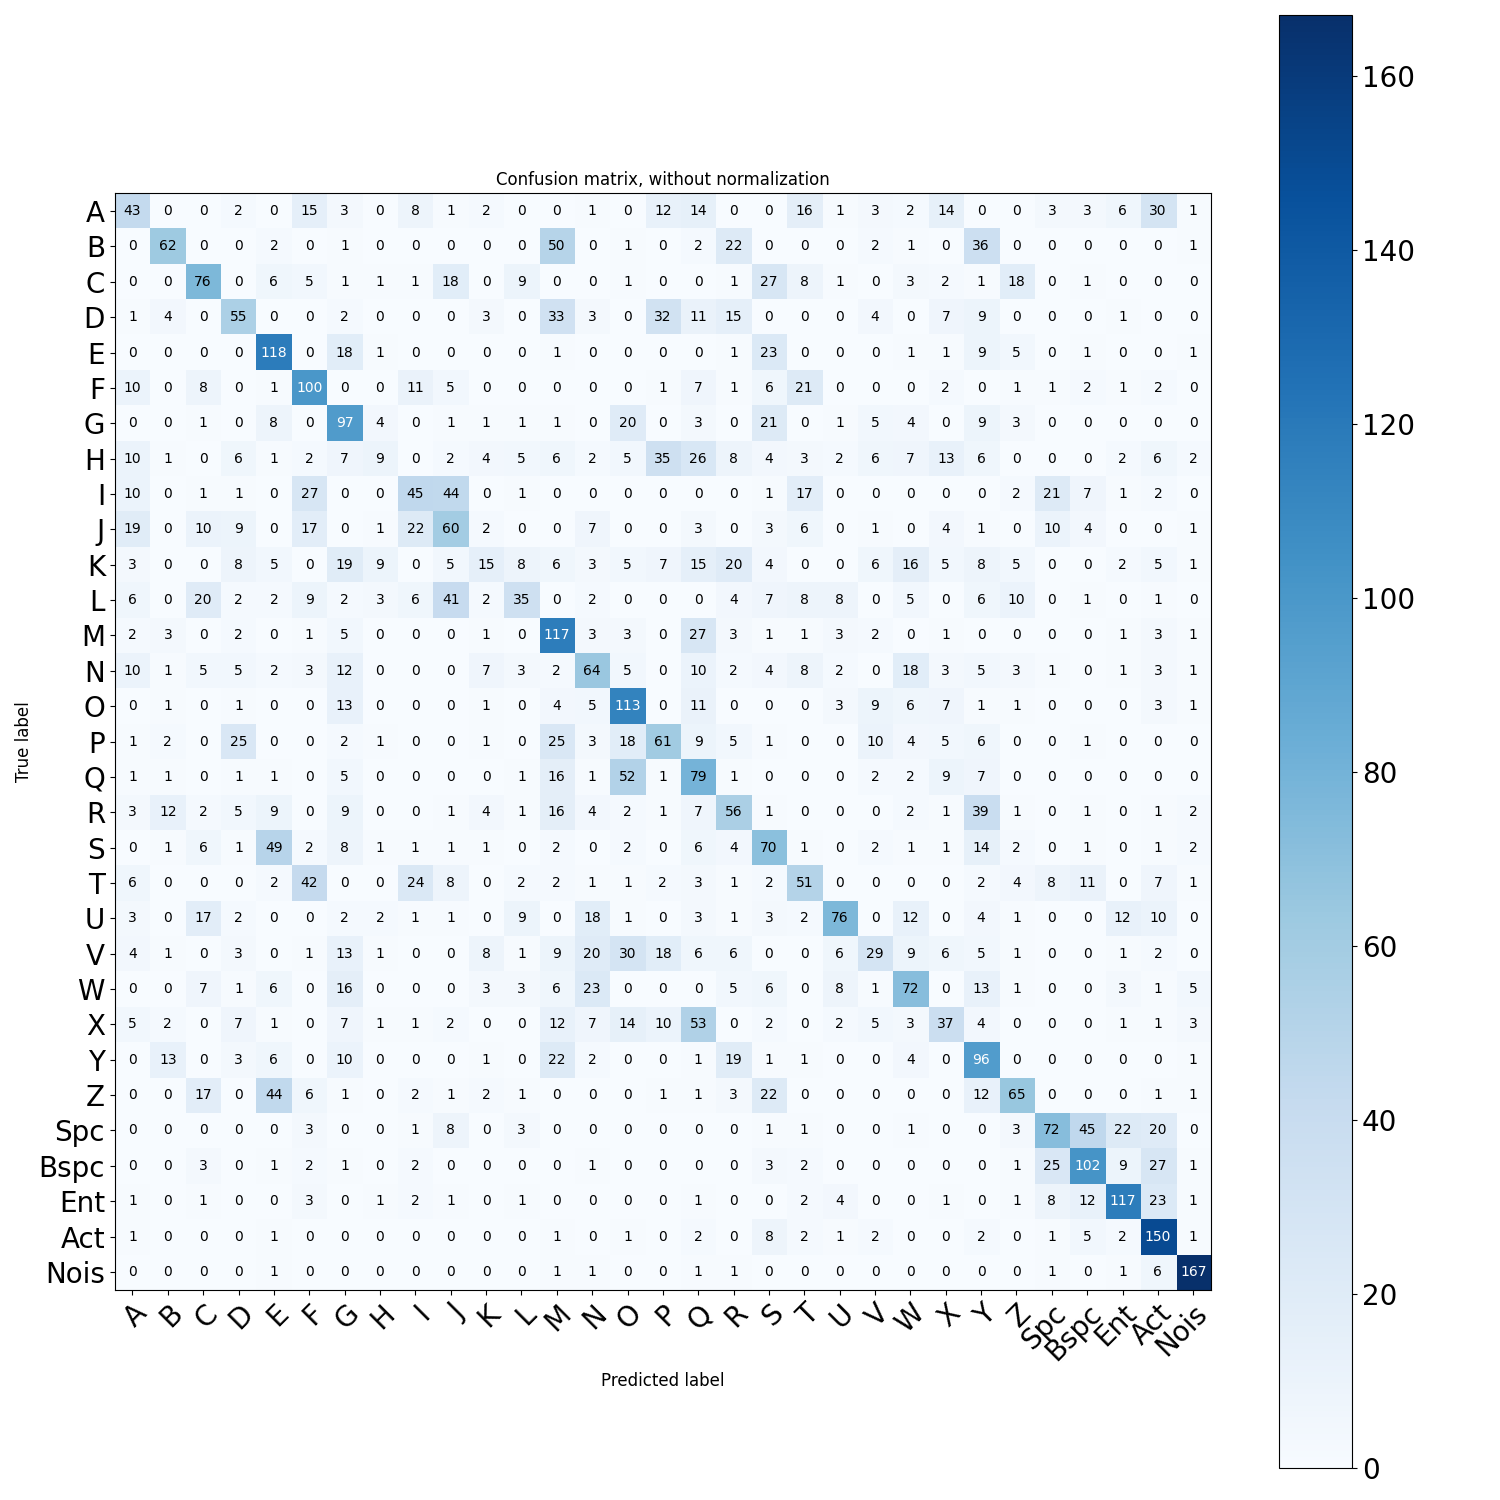 Confusion matrix, without normalization
A 43 0 0 2 0 15 3 0 8 1 2 0 0 1 0 12 14 0 0 16 1 3 2 14 0 0 3 3 6 30 1
B 0 62 0 0 2 0 1 0 0 0 0 0 50 0 1 0 2 22 0 0 0 2 1 0 36 0 0 0 0 0 1
C 0 0 76 0 6 5 1 1 1 18 0 9 0 0 1 0 0 1 27 8 1 0 3 2 1 18 0 1 0 0 0
D 1 4 0 55 0 0 2 0 0 0 3 0 33 3 0 32 11 15 0 0 0 4 0 7 9 0 0 0 1 0 0
E 0 0 0 0 118 0 18 1 0 0 0 0 1 0 0 0 0 1 23 0 0 0 1 1 9 5 0 1 0 0 1
F 10 0 8 0 1 100 0 0 11 5 0 0 0 0 0 1 7 1 6 21 0 0 0 2 0 1 1 2 1 2 0
G 0 0 1 0 8 0 97 4 0 1 1 1 1 0 20 0 3 0 21 0 1 5 4 0 9 3 0 0 0 0 0
H 10 1 0 6 1 2 7 9 0 2 4 5 6 2 5 35 26 8 4 3 2 6 7 13 6 0 0 0 2 6 2
I 10 0 1 1 0 27 0 0 45 44 0 1 0 0 0 0 0 0 1 17 0 0 0 0 0 2 21 7 1 2 0
J 19 0 10 9 0 17 0 1 22 60 2 0 0 7 0 0 3 0 3 6 0 1 0 4 1 0 10 4 0 0 1
K 3 0 0 8 5 0 19 9 0 5 15 8 6 3 5 7 15 20 4 0 0 6 16 5 8 5 0 0 2 5 1
L 6 0 20 2 2 9 2 3 6 41 2 35 0 2 0 0 0 4 7 8 8 0 5 0 6 10 0 1 0 1 0
M 2 3 0 2 0 1 5 0 0 0 1 0 117 3 3 0 27 3 1 1 3 2 0 1 0 0 0 0 1 3 1
N 10 1 5 5 2 3 12 0 0 0 7 3 2 64 5 0 10 2 4 8 2 0 18 3 5 3 1 0 1 3 1
O 0 1 0 1 0 0 13 0 0 0 1 0 4 5 113 0 11 0 0 0 3 9 6 7 1 1 0 0 0 3 1
P 1 2 0 25 0 0 2 1 0 0 1 0 25 3 18 61 9 5 1 0 0 10 4 5 6 0 0 1 0 0 0
Q 1 1 0 1 1 0 5 0 0 0 0 1 16 1 52 1 79 1 0 0 0 2 2 9 7 0 0 0 0 0 0
R 3 12 2 5 9 0 9 0 0 1 4 1 16 4 2 1 7 56 1 0 0 0 2 1 39 1 0 1 0 1 2
S 0 1 6 1 49 2 8 1 1 1 1 0 2 0 2 0 6 4 70 1 0 2 1 1 14 2 0 1 0 1 2
T 6 0 0 0 2 42 0 0 24 8 0 2 2 1 1 2 3 1 2 51 0 0 0 0 2 4 8 11 0 7 1
U 3 0 17 2 0 0 2 2 1 1 0 9 0 18 1 0 3 1 3 2 76 0 12 0 4 1 0 0 12 10 0
V 4 1 0 3 0 1 13 1 0 0 8 1 9 20 30 18 6 6 0 0 6 29 9 6 5 1 0 0 1 2 0
W 0 0 7 1 6 0 16 0 0 0 3 3 6 23 0 0 0 5 6 0 8 1 72 0 13 1 0 0 3 1 5
X 5 2 0 7 1 0 7 1 1 2 0 0 12 7 14 10 53 0 2 0 2 5 3 37 4 0 0 0 1 1 3
Y 0 13 0 3 6 0 10 0 0 0 1 0 22 2 0 0 1 19 1 1 0 0 4 0 96 0 0 0 0 0 1
Z 0 0 17 0 44 6 1 0 2 1 2 1 0 0 0 1 1 3 22 0 0 0 0 0 12 65 0 0 0 1 1
Spc 0 0 0 0 0 3 0 0 1 8 0 3 0 0 0 0 0 0 1 1 0 0 1 0 0 3 72 45 22 20 0
Bspc 0 0 3 0 1 2 1 0 2 0 0 0 0 1 0 0 0 0 3 2 0 0 0 0 0 1 25 102 9 27 1
Ent 1 0 1 0 0 3 0 1 2 1 0 1 0 0 0 0 1 0 0 2 4 0 0 1 0 1 8 12 117 23 1
Act 1 0 0 0 1 0 0 0 0 0 0 0 1 0 1 0 2 0 8 2 1 2 0 0 2 0 1 5 2 150 1
Nois 0 0 0 0 1 0 0 0 0 0 0 0 1 1 0 0 1 1 0 0 0 0 0 0 0 0 1 0 1 6 167
A B C D E F G H I J K L M N O P Q R S T U V W X Y Z Spc Bspc Ent Act Nois
Predicted label
True label
160
140
120
100
80
60
40
20
0